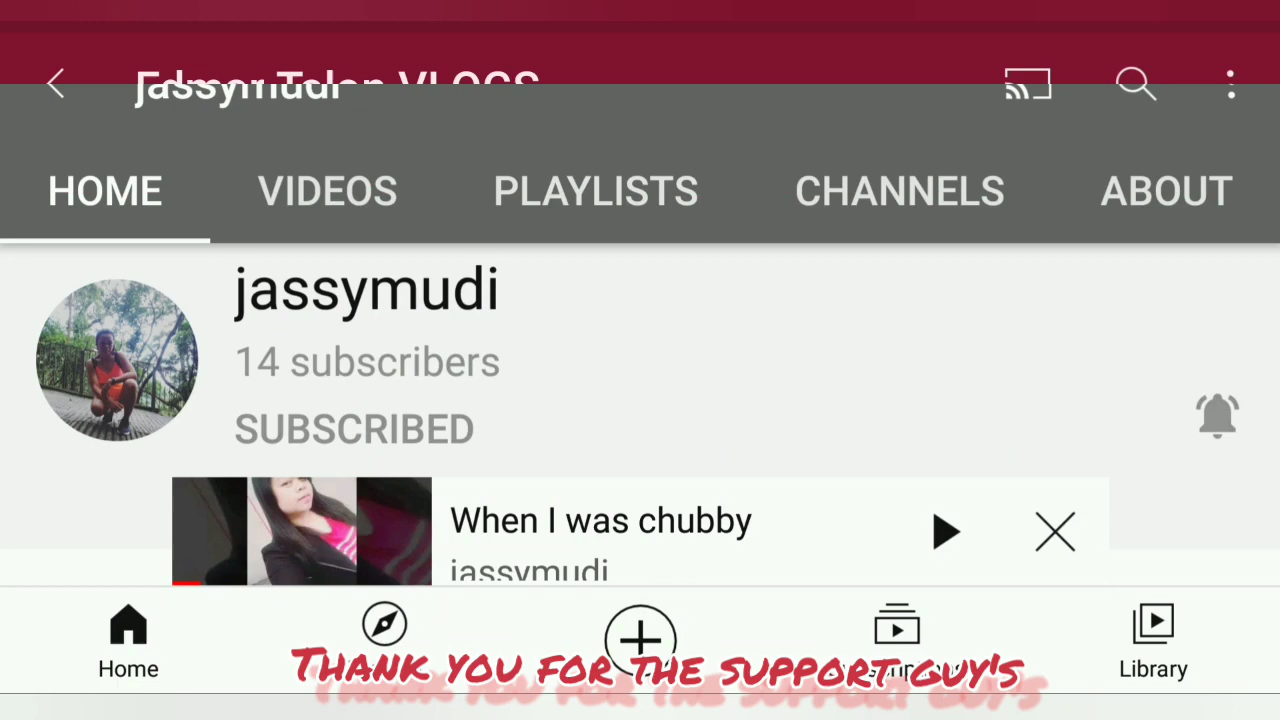 jassymudi
HOME VIDEOS PLAYLISTS CHANNELS ABOUT
jassymudi
14 subscribers
SUBSCRIBED
When I was chubby
jassymudi
Home Library
THANK YOU FOR THE SUPPORT GUY'S